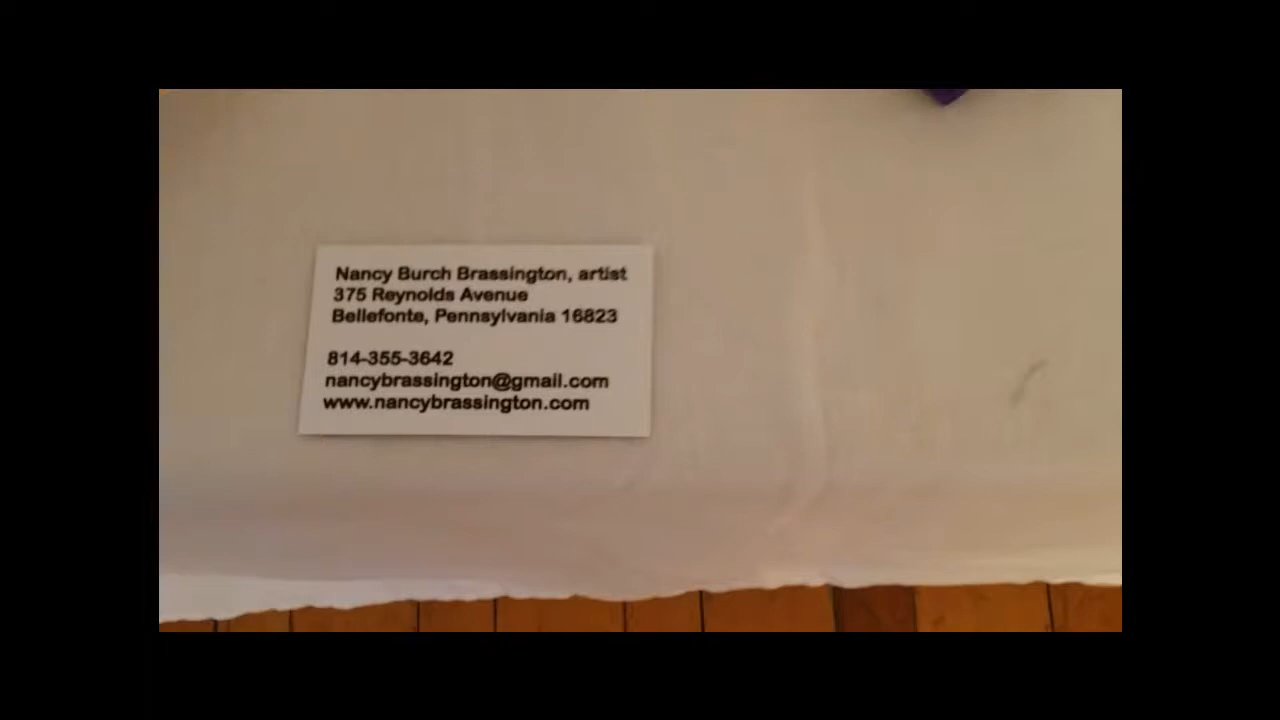 Nancy Burch Brassington, artist
375 Reynolds Avenue
Bellefonte, Pennsylvania 16823
814-355-3642
nancybrassington@gmail.com
www.nancybrassington.com